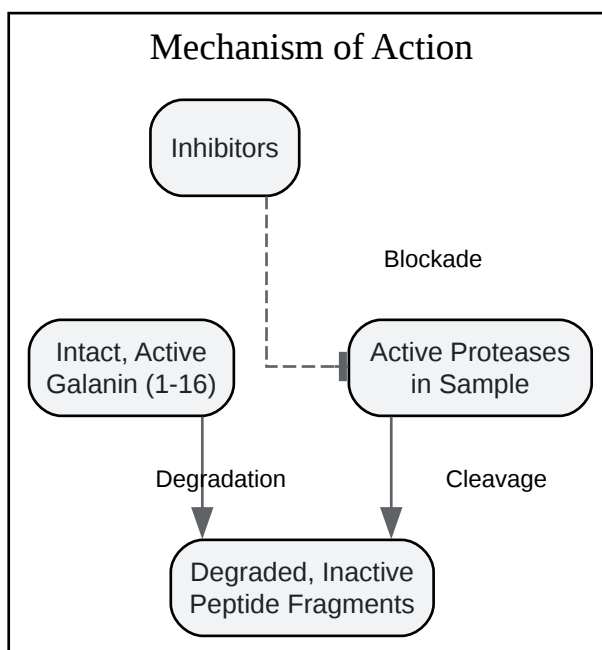 Mechanism of Action
Inhibitors
Blockade
Intact, Active
Galanin (1-16)
Active Proteases
in Sample
Degradation
Cleavage
Degraded, Inactive
Peptide Fragments